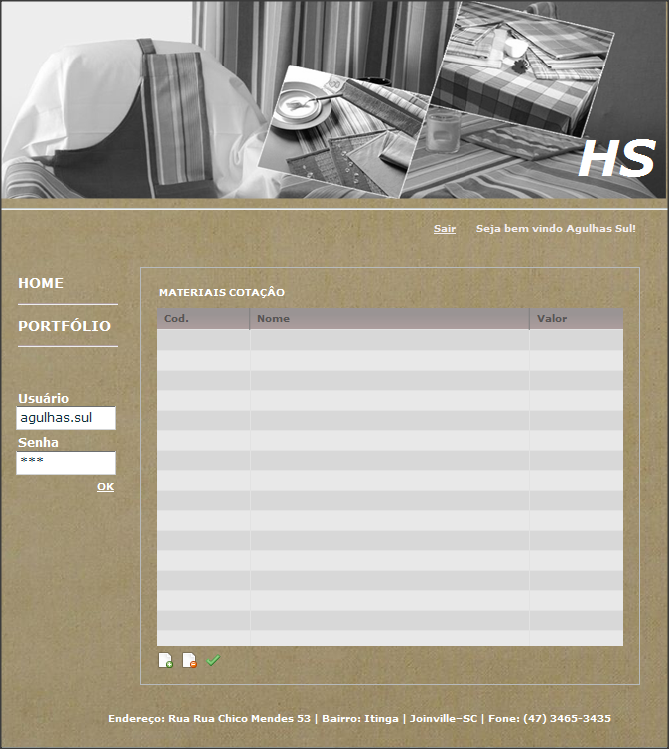 HS
Sair Seja bem vindo Agulhas Sul!
HOME
PORTFÓLIO
Usuário
agulhas.sul
Senha
***
OK
MATERIAIS COTAÇÂO
Cod. Nome Valor
Endereço: Rua Rua Chico Mendes 53 | Bairro: Itinga | Joinville–SC | Fone: (47) 3465-3435